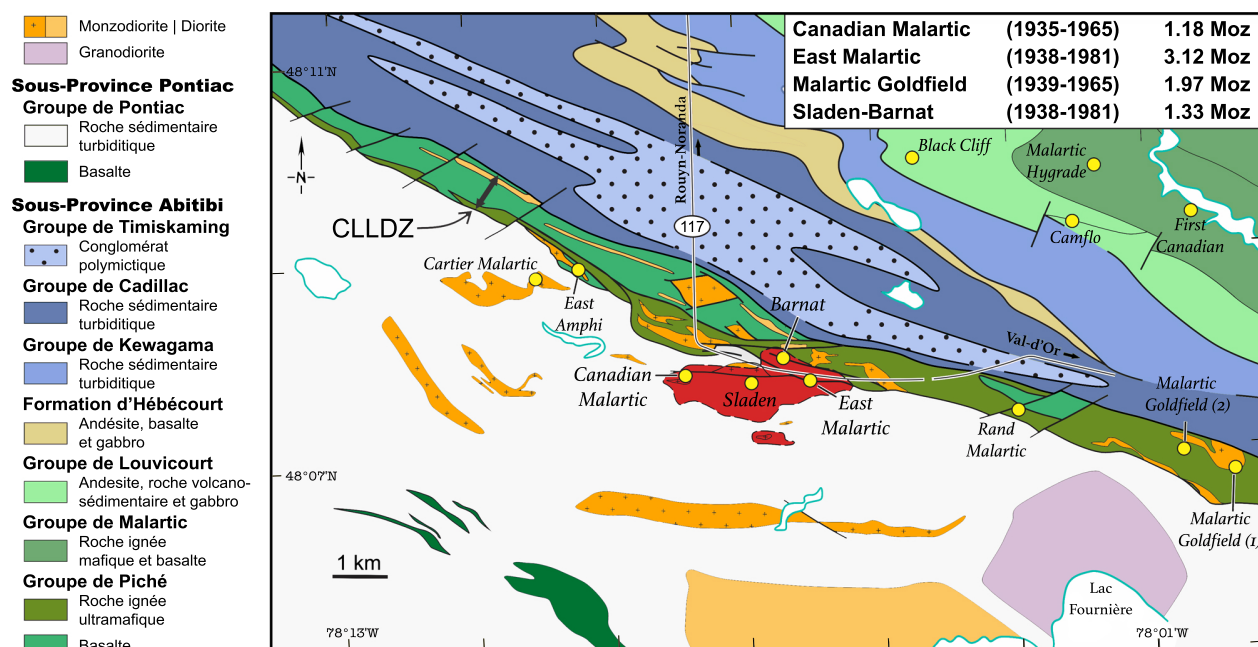 Monzodiorite | Diorite
Granodiorite
Sous-Province Pontiac
Groupe de Pontiac
Roche sédimentaire
turbiditique
Basalte
Sous-Province Abitibi
Groupe de Timiskaming
Conglomérat
polymictique
Groupe de Cadillac
Roche sédimentaire
turbiditique
Groupe de Kewagama
Roche sédimentaire
turbiditique
Formation d'Hébécourt
Andésite, basalte
et gabbro
Groupe de Louvicourt
Andesite, roche volcano-
sédimentaire et gabbro
Groupe de Malartic
Roche ignée
mafique et basalte
Groupe de Piché
Roche ignée
ultramafique
Basalte
Canadian Malartic (1935-1965) 1.18 Moz
East Malartic (1938-1981) 3.12 Moz
Malartic Goldfield (1939-1965) 1.97 Moz
Sladen-Barnat (1938-1981) 1.33 Moz
48°11'N
N
CLLDZ
Rouyn-Noranda
117
Black Cliff
Malartic
Hygrade
Camflo
First
Canadian
Cartier Malartic
East
Amphi
Barnat
Val-d'Or
Canadian
Malartic
Sladen
East
Malartic
Rand
Malartic
Malartic
Goldfield (2)
Malartic
Goldfield (1)
48°07'N
1 km
Lac
Fournière
78°13'W
78°01'W